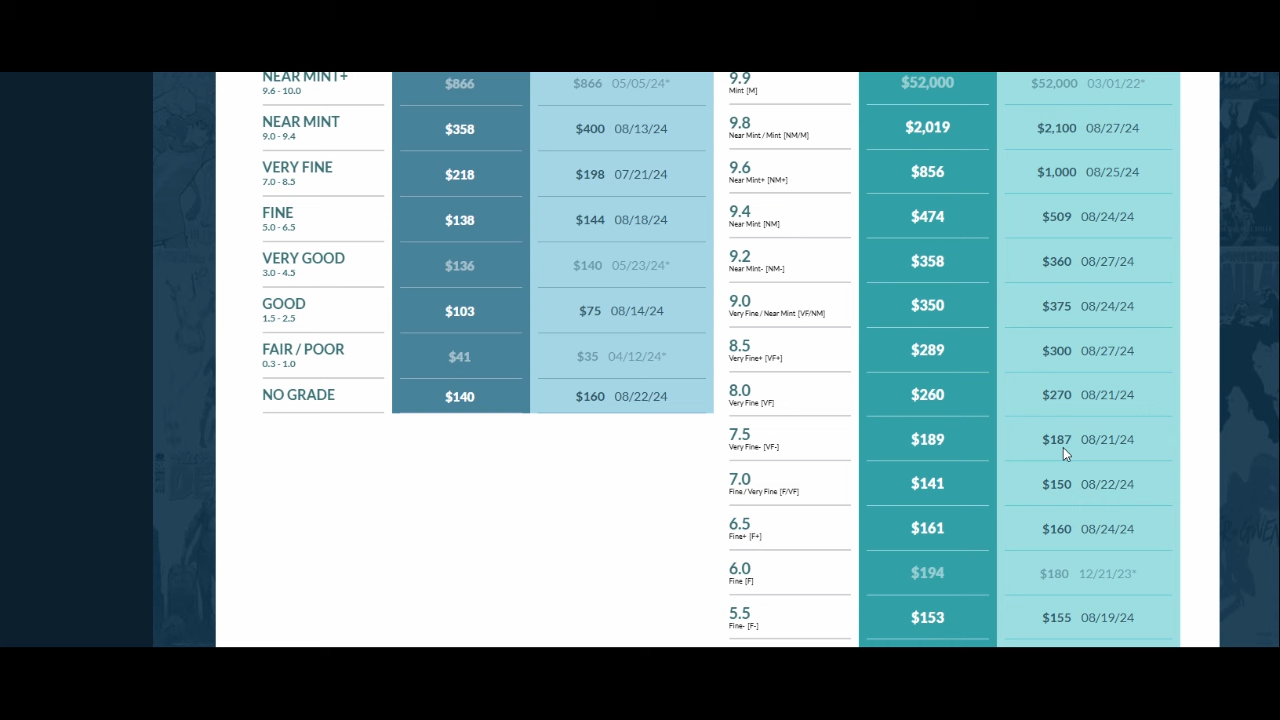 NEAR MINT+
9.6 - 10.0
$866
$866 05/05/24*
NEAR MINT
9.0 - 9.4
$358
$400 08/13/24
VERY FINE
7.0 - 8.5
$218
$198 07/21/24
FINE
5.0 - 6.5
$138
$144 08/18/24
VERY GOOD
3.0 - 4.5
$136
$140 05/23/24*
GOOD
1.5 - 2.5
$103
$75 08/14/24
FAIR / POOR
0.3 - 1.0
$41
$35 04/12/24*
NO GRADE
$140
$160 08/22/24
9.9
Mint [M]
$52,000
$52,000 03/01/22*
9.8
Near Mint / Mint [NM/M]
$2,019
$2,100 08/27/24
9.6
Near Mint+ [NM+]
$856
$1,000 08/25/24
9.4
Near Mint [NM]
$474
$509 08/24/24
9.2
Near Mint- [NM-]
$358
$360 08/27/24
9.0
Very Fine / Near Mint [VF/NM]
$350
$375 08/24/24
8.5
Very Fine+ [VF+]
$289
$300 08/27/24
8.0
Very Fine [VF]
$260
$270 08/21/24
7.5
Very Fine- [VF-]
$189
$187 08/21/24
7.0
Fine / Very Fine [F/VF]
$141
$150 08/22/24
6.5
Fine+ [F+]
$161
$160 08/24/24
6.0
Fine [F]
$194
$180 12/21/23*
5.5
Fine- [F-]
$153
$155 08/19/24